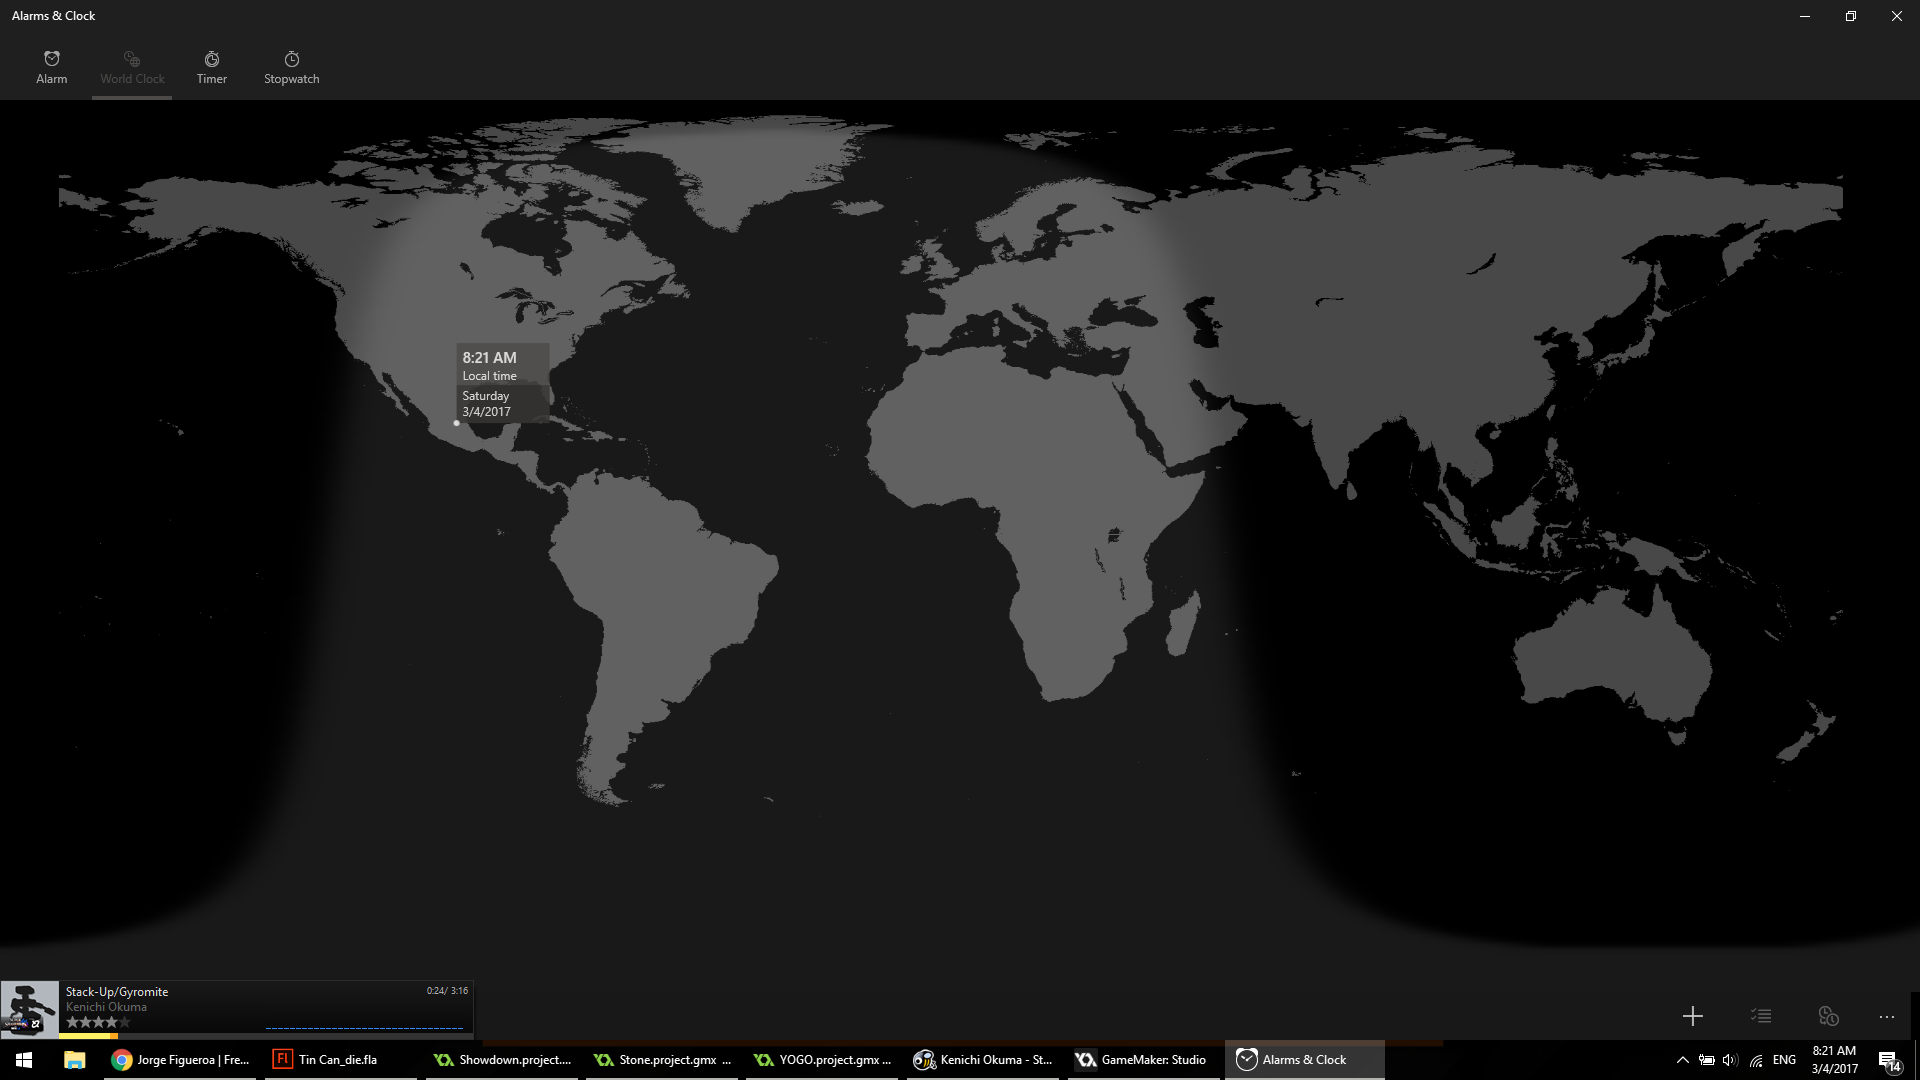 Alarms & Clock
Alarm
World Clock
Timer
Stopwatch
8:21 AM
Local time
Saturday
3/4/2017
Stack-Up/Gyromite
0:24/ 3:16
Kenichi Okuma
Jorge Figueroa | Fre...
Fl
Tin Can_die.fla
Showdown.project....
Stone.project.gmx ...
YOGO.project.gmx ...
Kenichi Okuma - St...
GameMaker: Studio
Alarms & Clock
ENG
8:21 AM
3/4/2017
14